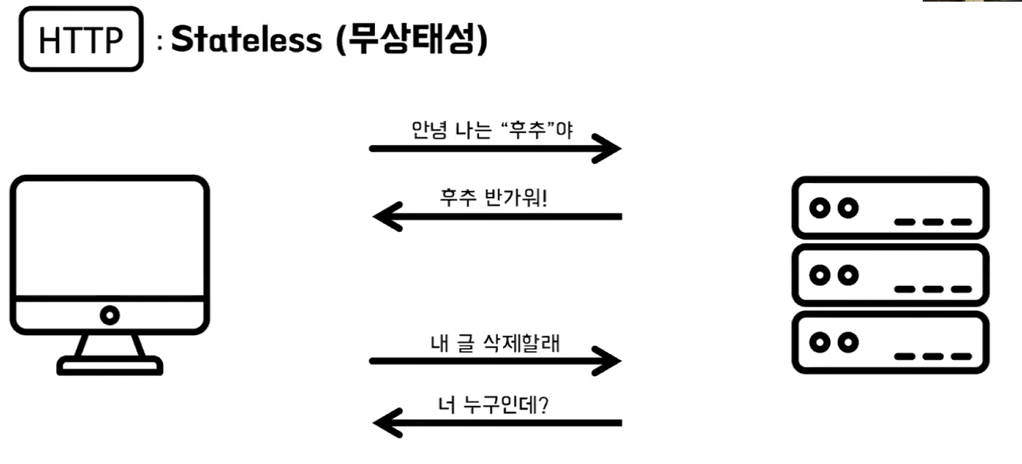 HTTP : Stateless (무상태성)
안녕 나는 “후추”야
후추 반가워!
내 글 삭제할래
너 누구인데?